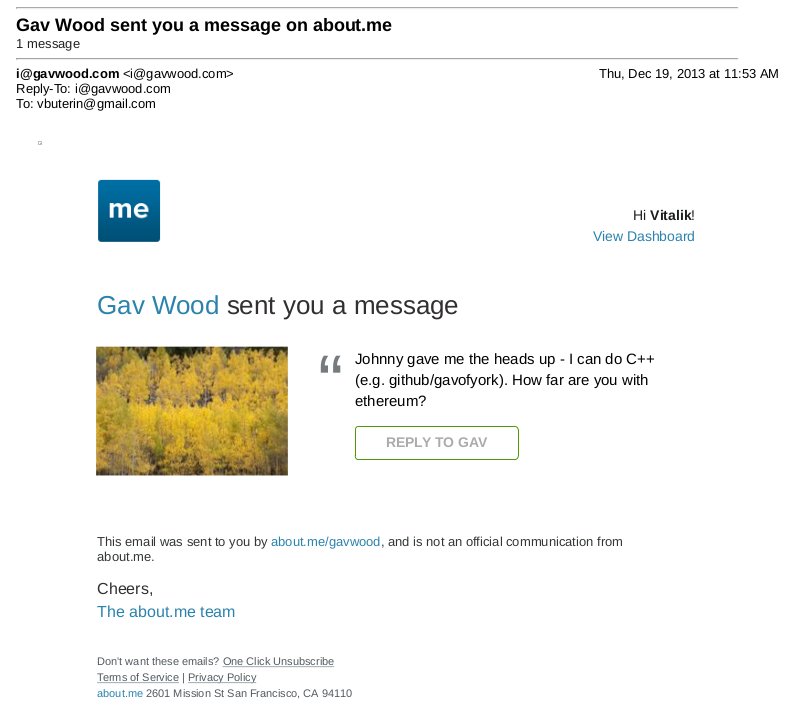 Gav Wood sent you a message on about.me
1 message
i@gavwood.com <i@gavwood.com> Thu, Dec 19, 2013 at 11:53 AM
Reply-To: i@gavwood.com
To: vbuterin@gmail.com
me
Hi Vitalik!
View Dashboard
Gav Wood sent you a message
“ Johnny gave me the heads up - I can do C++
(e.g. github/gavofyork). How far are you with
ethereum?
REPLY TO GAV
This email was sent to you by about.me/gavwood, and is not an official communication from
about.me.
Cheers,
The about.me team
Don't want these emails? One Click Unsubscribe
Terms of Service | Privacy Policy
about.me 2601 Mission St San Francisco, CA 94110